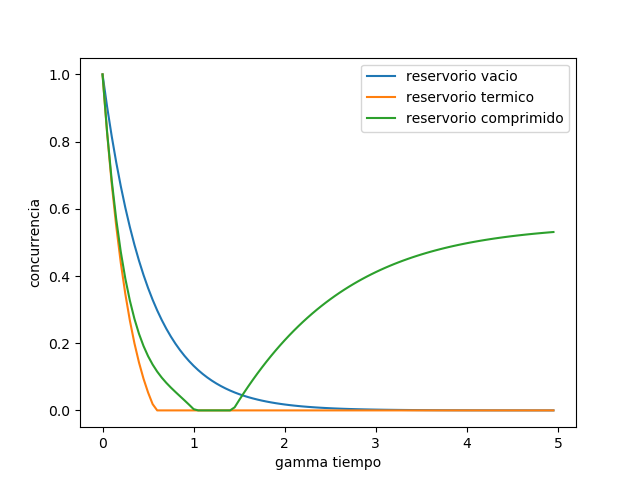 reservorio vacio
reservorio termico
reservorio comprimido
concurrencia
1.0
0.8
0.6
0.4
0.2
0.0
0 1 2 3 4 5
gamma tiempo